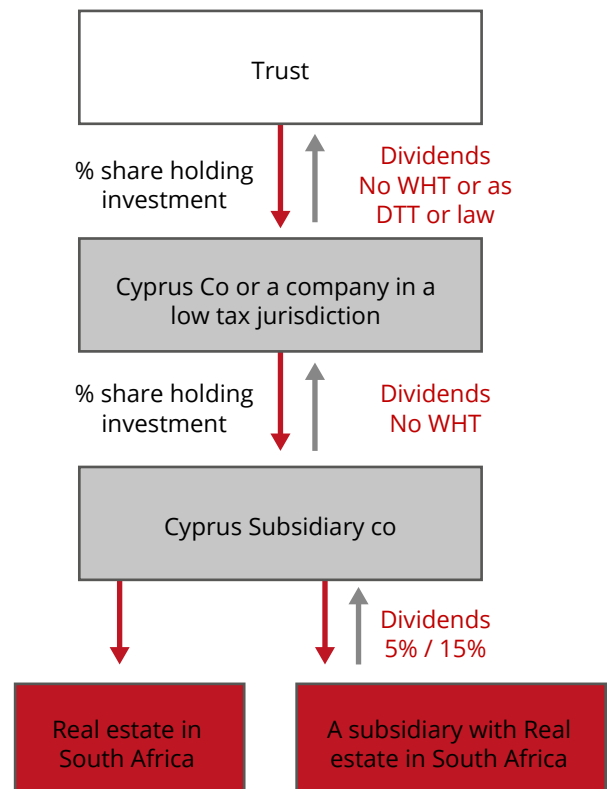 Trust
% share holding
investment
Dividends
No WHT or as
DTT or law
Cyprus Co or a company in a
low tax jurisdiction
% share holding
investment
Dividends
No WHT
Cyprus Subsidiary co
Dividends
5% / 15%
Real estate in
South Africa
A subsidiary with Real
estate in South Africa